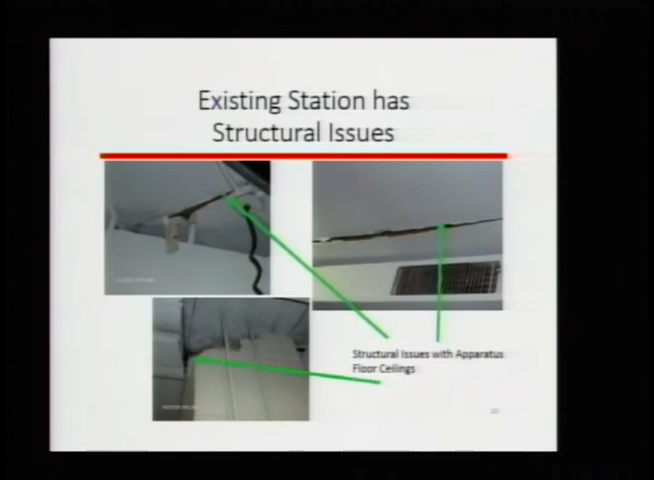 Existing Station has
Structural Issues
Structural Issues with Apparatus
Floor Ceilings